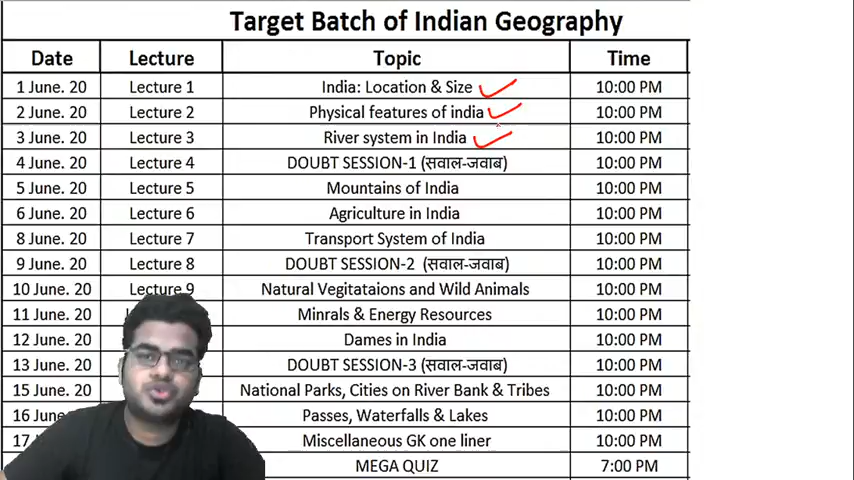 Target Batch of Indian Geography
Date Lecture Topic Time
1 June. 20 Lecture 1 India: Location & Size 10:00 PM
2 June. 20 Lecture 2 Physical features of india 10:00 PM
3 June. 20 Lecture 3 River system in India 10:00 PM
4 June. 20 Lecture 4 DOUBT SESSION-1 (सवाल-जवाब) 10:00 PM
5 June. 20 Lecture 5 Mountains of India 10:00 PM
6 June. 20 Lecture 6 Agriculture in India 10:00 PM
8 June. 20 Lecture 7 Transport System of India 10:00 PM
9 June. 20 Lecture 8 DOUBT SESSION-2 (सवाल-जवाब) 10:00 PM
10 June. 20 Lecture 9 Natural Vegitataions and Wild Animals 10:00 PM
11 June. 20 Minrals & Energy Resources 10:00 PM
12 June. 20 Dames in India 10:00 PM
13 June. 20 DOUBT SESSION-3 (सवाल-जवाब) 10:00 PM
15 June. 20 National Parks, Cities on River Bank & Tribes 10:00 PM
16 June Passes, Waterfalls & Lakes 10:00 PM
17 Miscellaneous GK one liner 10:00 PM
MEGA QUIZ 7:00 PM